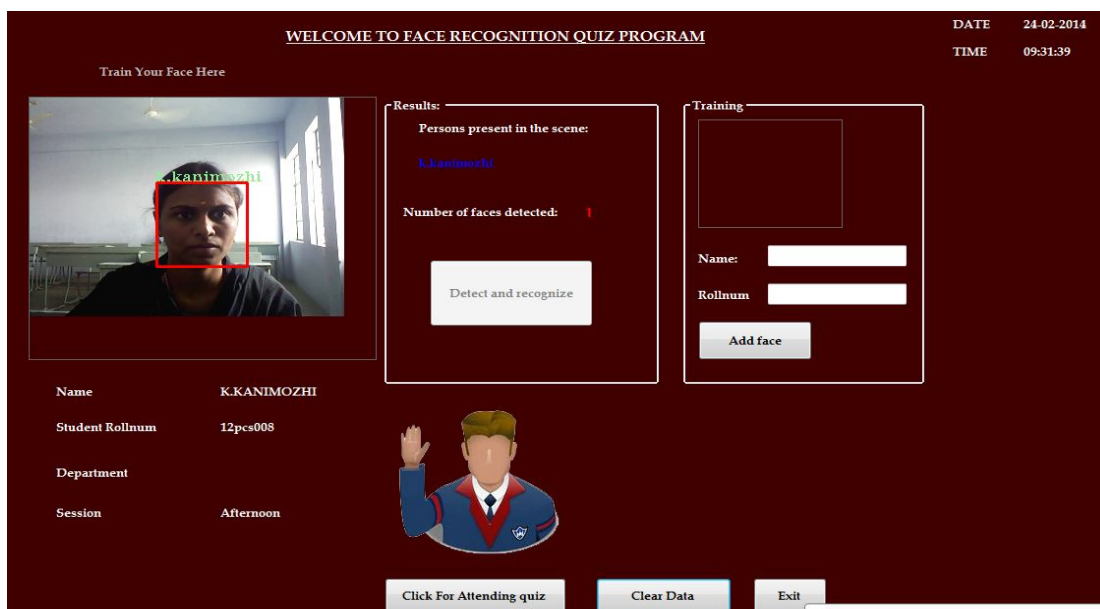 WELCOME TO FACE RECOGNITION QUIZ PROGRAM
DATE 24-02-2014
TIME 09:31:39
Train Your Face Here
K.kanimozhi
Results:
Persons present in the scene:
k.kanimozhi
Number of faces detected: 1
Detect and recognize
Training
Name:
Rollnum
Add face
Name K.KANIMOZHI
Student Rollnum 12pcs008
Department
Session Afternoon
Click For Attending quiz
Clear Data
Exit